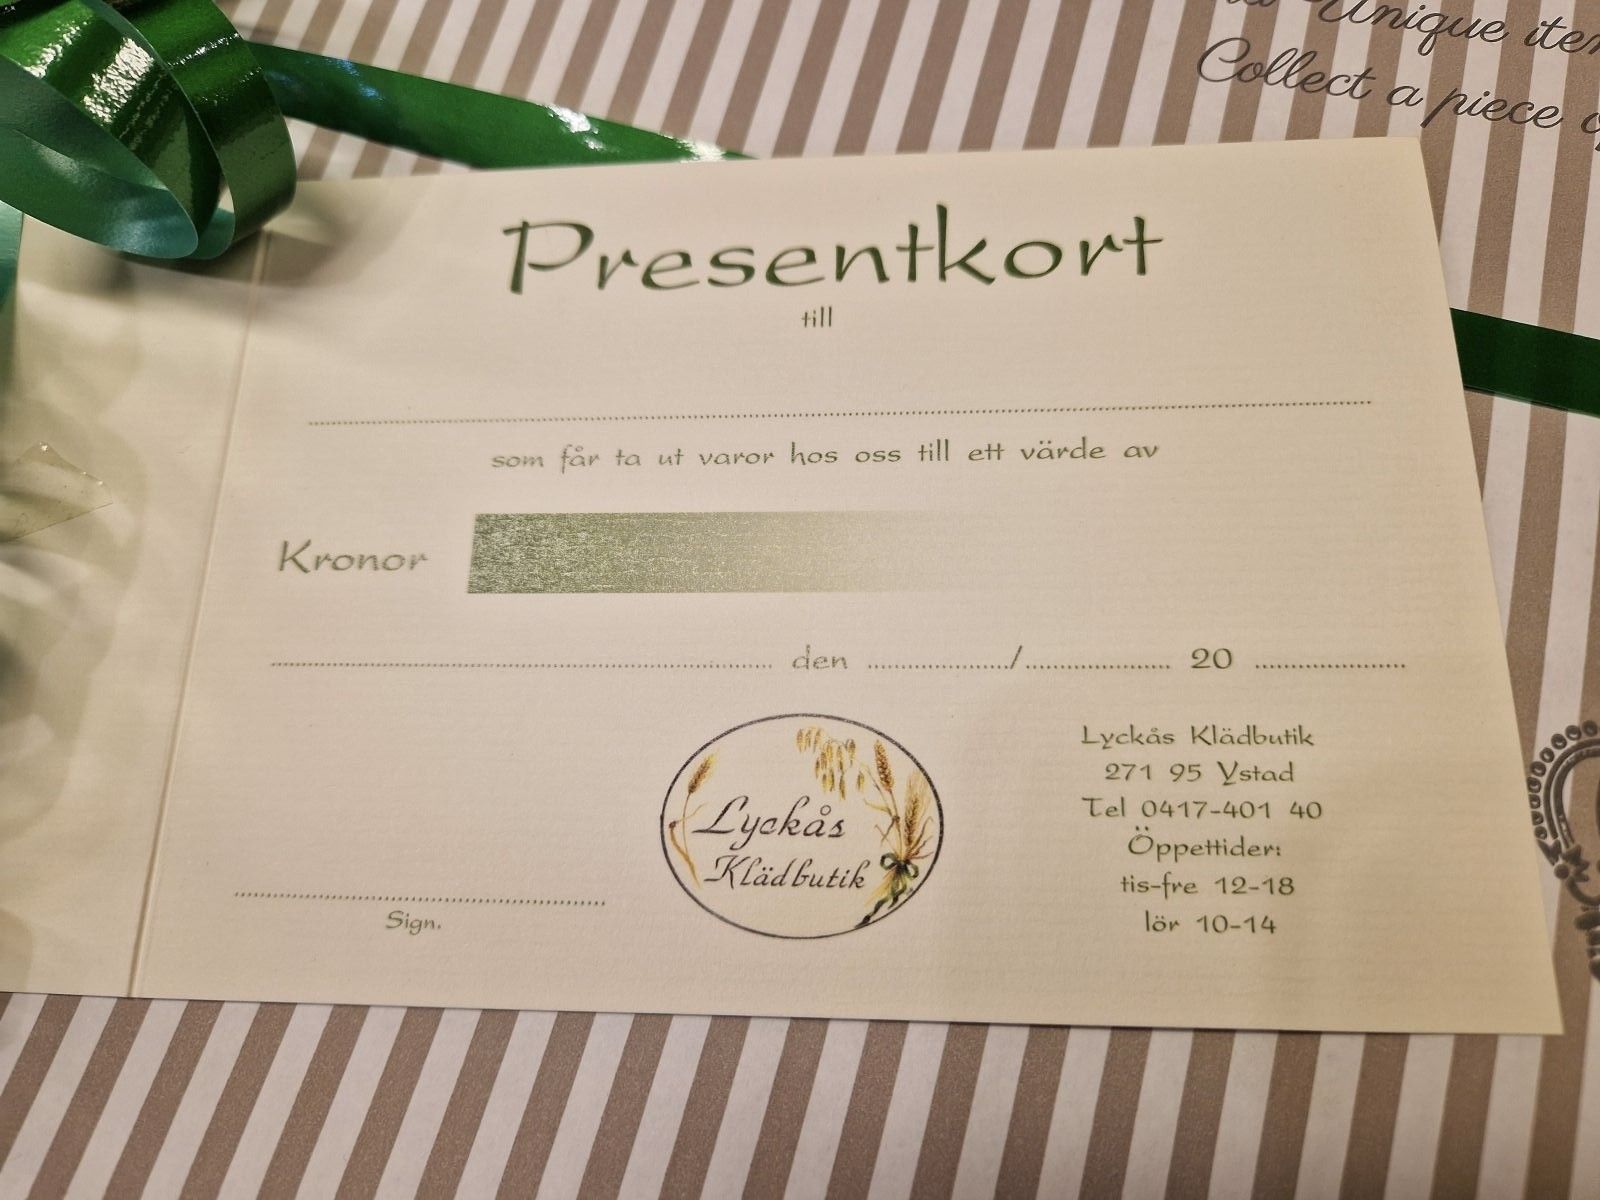 Unique
Collect a piece
Presentkort
till
som får ta ut varor hos oss till ett värde av
Kronor
den / 20
Lyckås
Klädbutik
Sign.
Lyckås Klädbutik
271 95 Ystad
Tel 0417-401 40
Öppettider:
tis-fre 12-18
lör 10-14